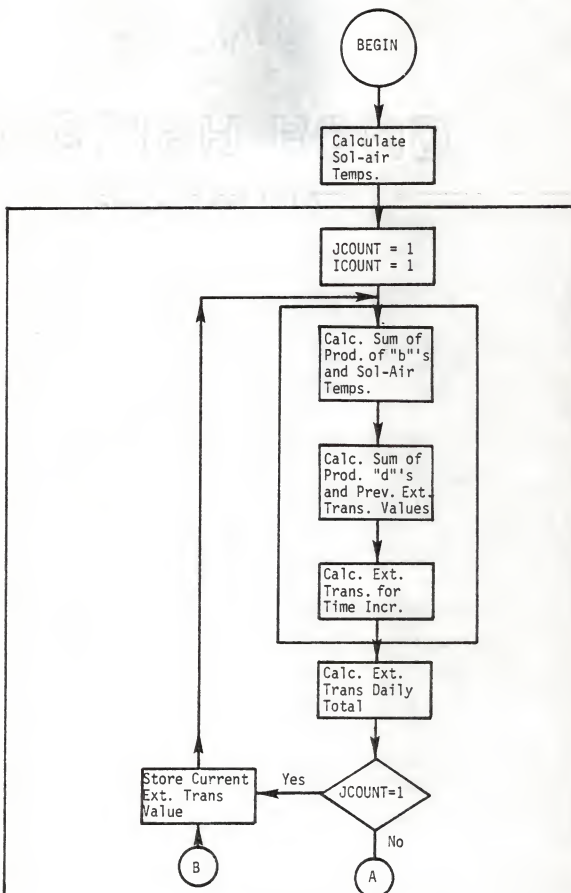 BEGIN
Calculate
Sol-air
Temps.
JCOUNT = 1
ICOUNT = 1
Calc. Sum of
Prod. of "b"'s
and Sol-Air
Temps.
Calc. Sum of
Prod. "d"'s
and Prev. Ext.
Trans. Values
Calc. Ext.
Trans. for
Time Incr.
Calc. Ext.
Trans Daily
Total
JCOUNT=1
Yes
Store Current
Ext. Trans
Value
No
B
A